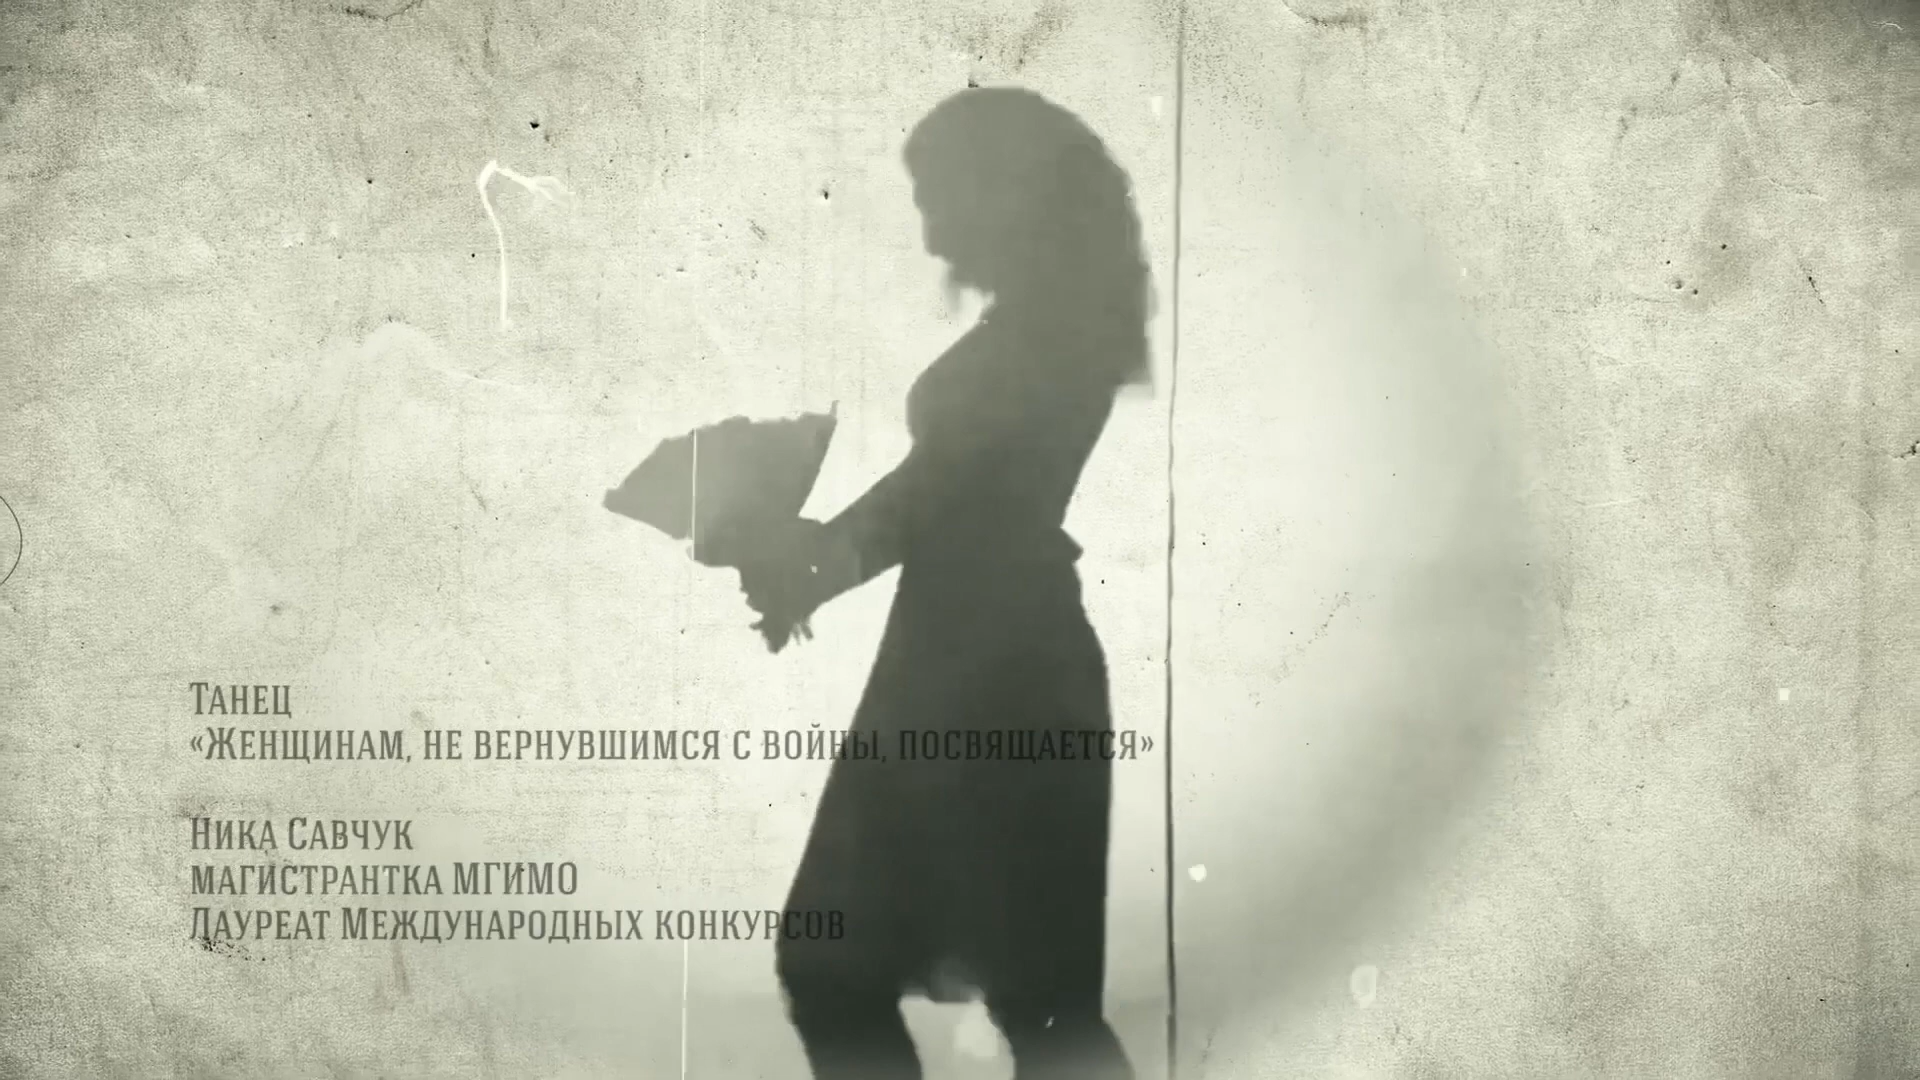 Танец
«Женщинам, не вернувшимся с войны, посвящается»
Ника Савчук
магистрантка МГИМО
Лауреат Международных конкурсов